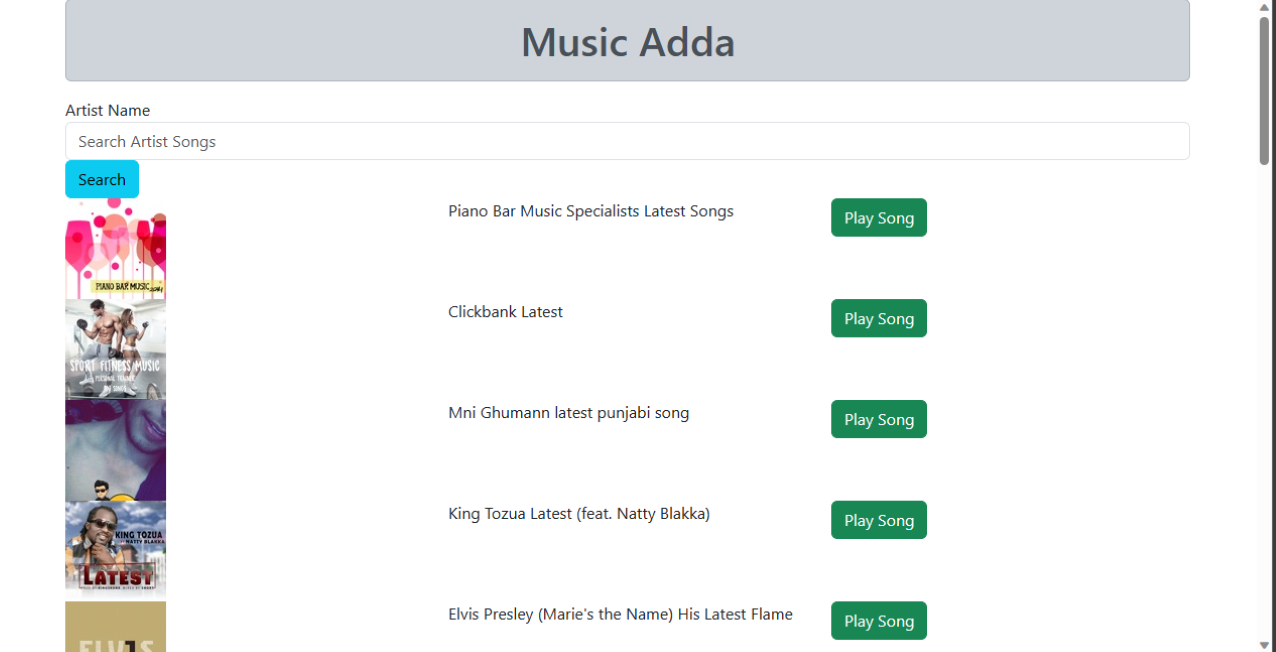 Music Adda
Artist Name
Search Artist Songs
Search
PIANO BAR MUSIC
Piano Bar Music Specialists Latest Songs
Play Song
SPORT FITNESS MUSIC
PERSONAL TRAINER
Clickbank Latest
Play Song
Mni Ghumann latest punjabi song
Play Song
KING TOZUA
NATTY BLAKKA
LATEST
King Tozua Latest (feat. Natty Blakka)
Play Song
ELVIS
Elvis Presley (Marie's the Name) His Latest Flame
Play Song